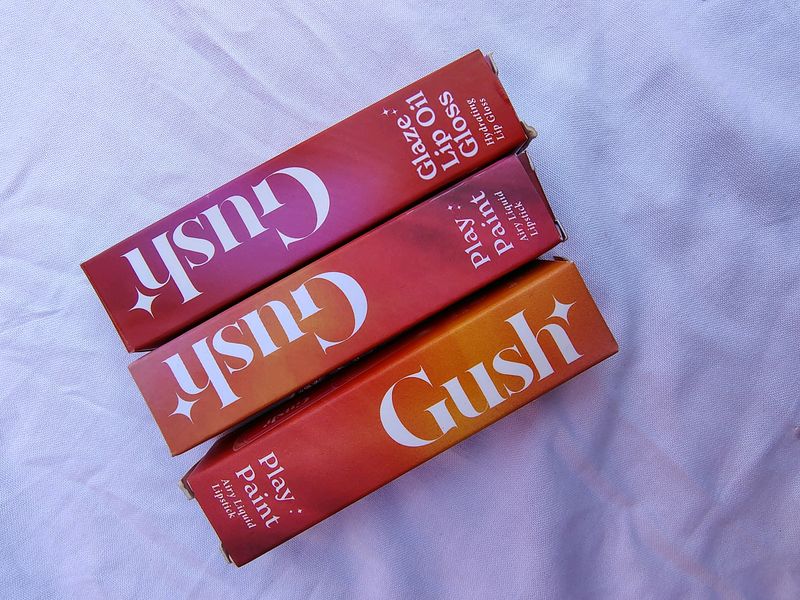 Gush
Glaze
Lip Oil
Gloss
Hydrating
Lip Gloss
Gush
Play
Paint
Airy Liquid
Lipstick
Gush
Play
Paint
Airy Liquid
Lipstick